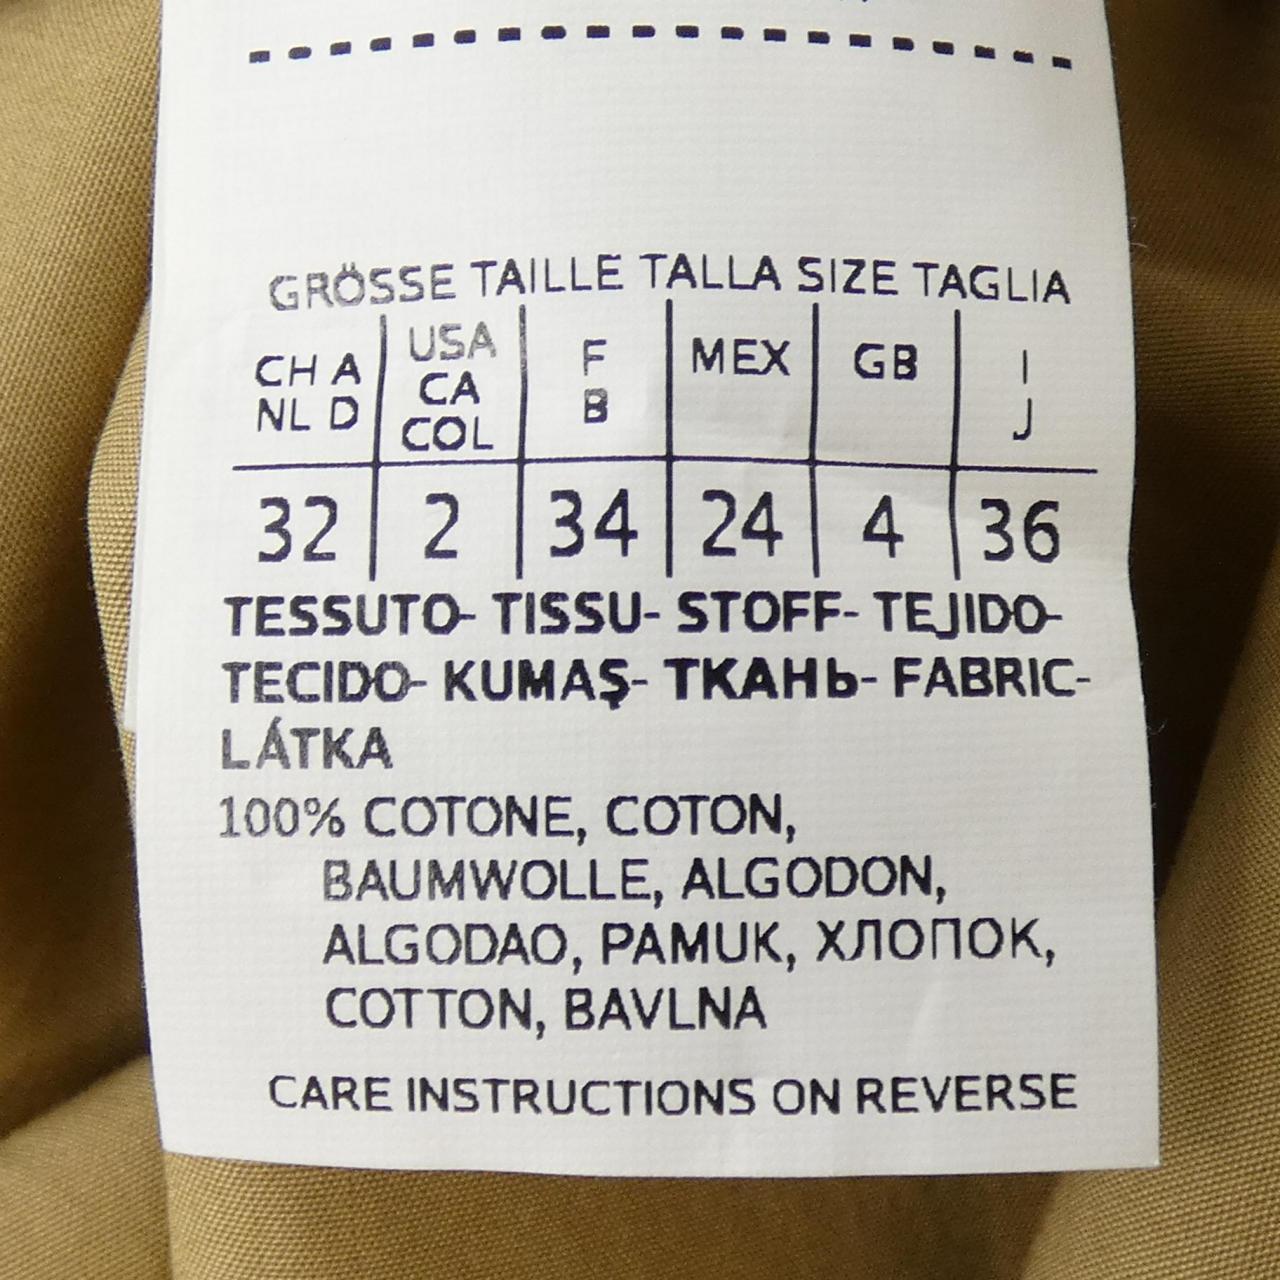 GRÖSSE TAILLE TALLA SIZE TAGLIA
CH A NL D USA CA COL F B MEX GB I J
32 2 34 24 4 36
TESSUTO- TISSU- STOFF- TEJIDO-
TECIDO- KUMAŞ- ТКАНЬ- FABRIC-
LÁTKA
100% COTONE, COTON,
BAUMWOLLE, ALGODON,
ALGODAO, PAMUK, ХЛОПОК,
COTTON, BAVLNA
CARE INSTRUCTIONS ON REVERSE